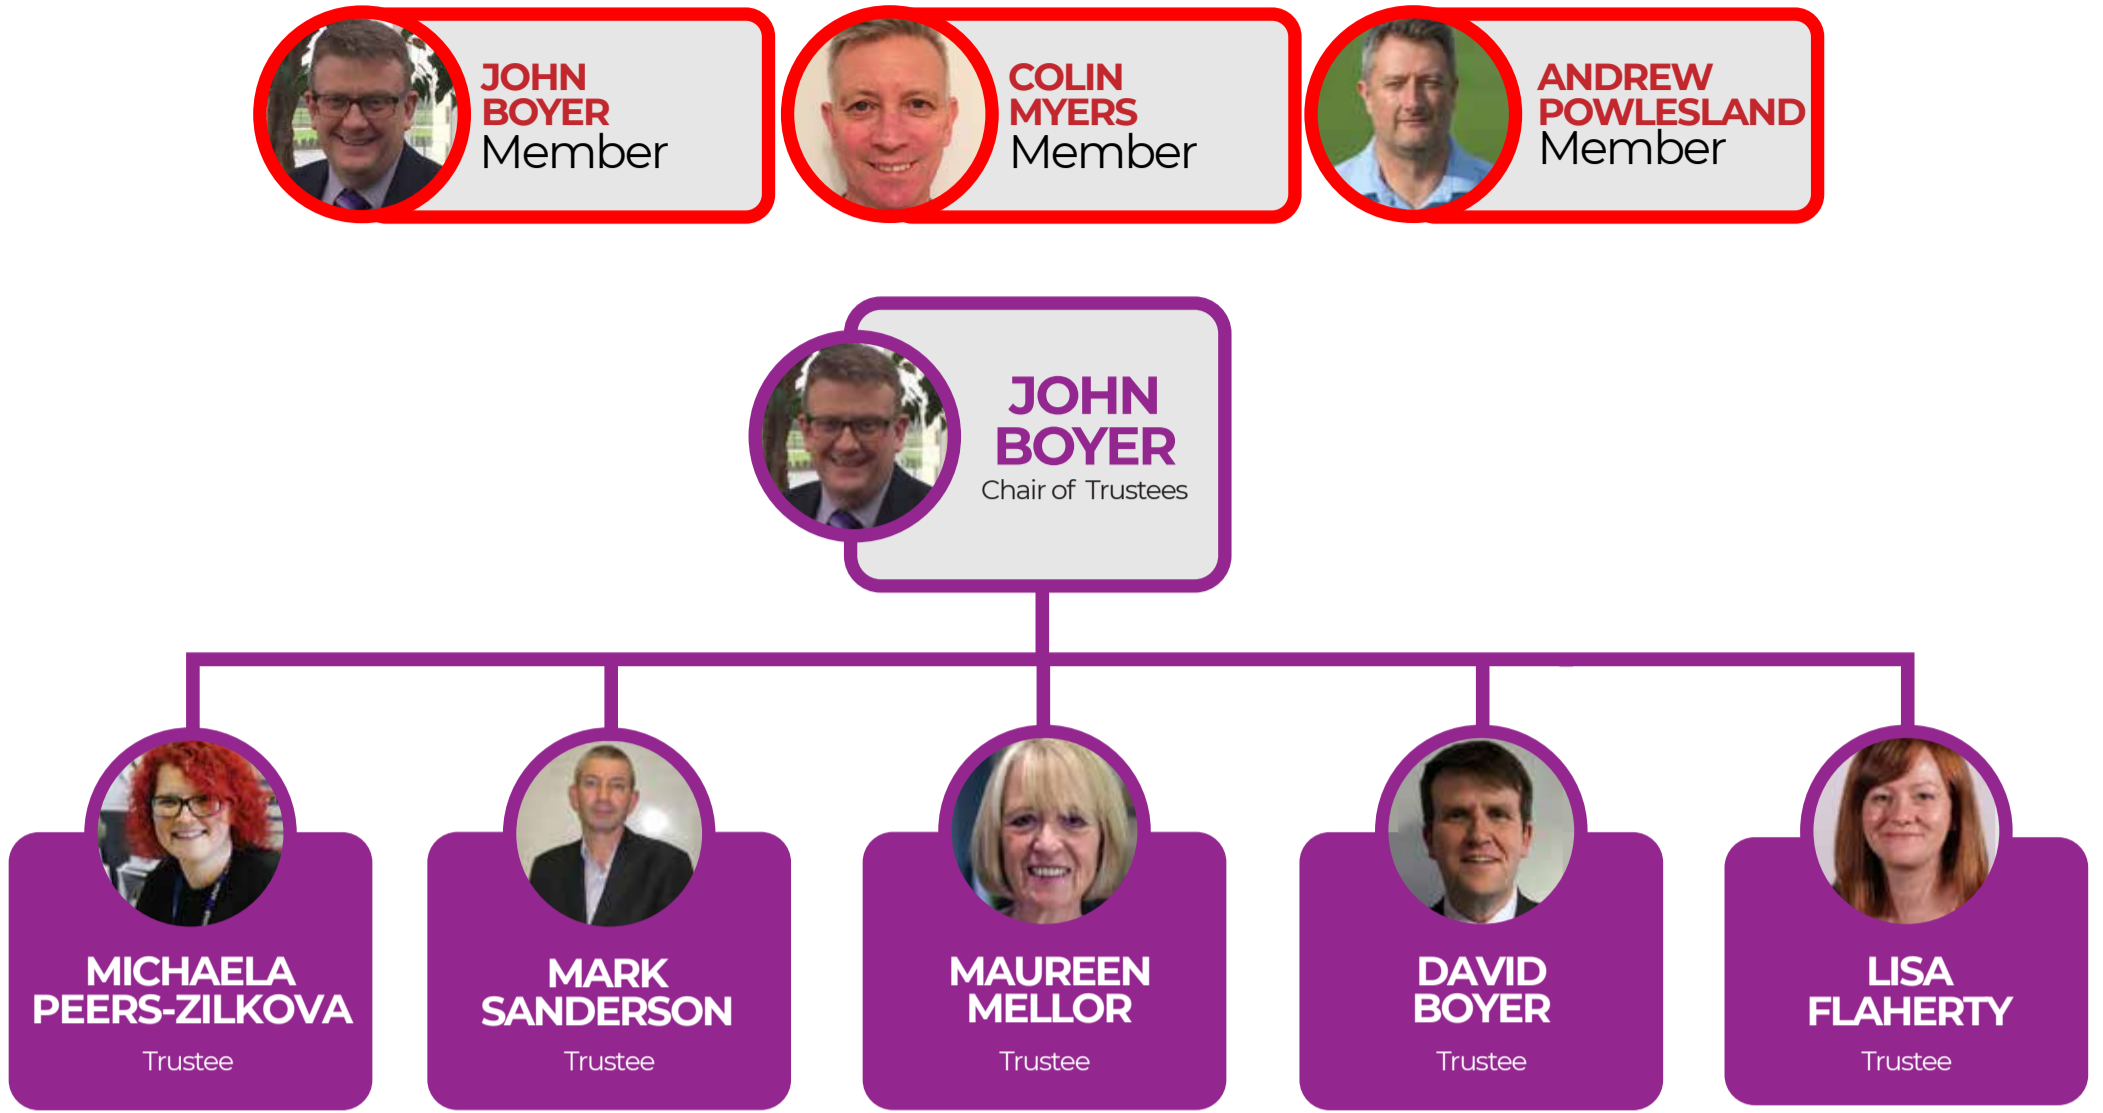 JOHN
BOYER
Member
COLIN
MYERS
Member
ANDREW
POWLESLAND
Member
JOHN
BOYER
Chair of Trustees
MICHAELA
PEERS-ZILKOVA
Trustee
MARK
SANDERSON
Trustee
MAUREEN
MELLOR
Trustee
DAVID
BOYER
Trustee
LISA
FLAHERTY
Trustee